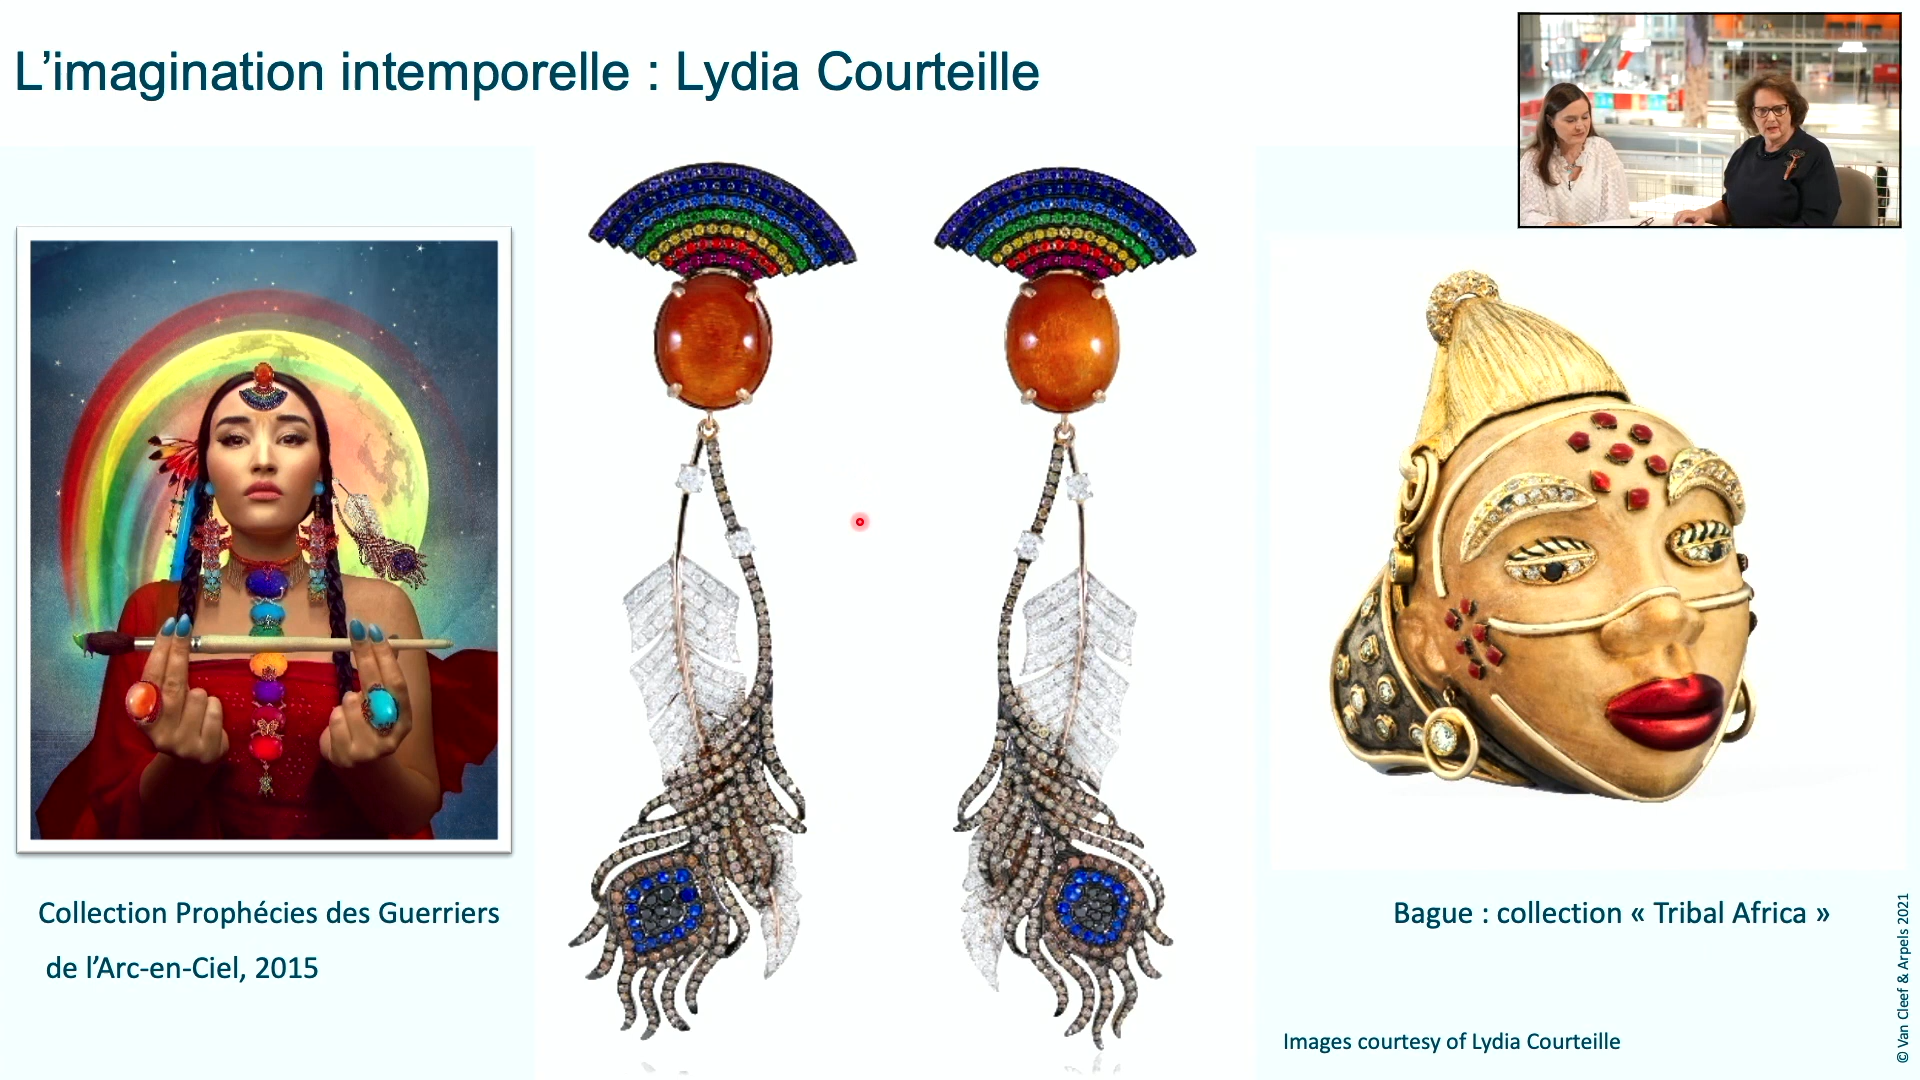 L’imagination intemporelle : Lydia Courteille
Collection Prophécies des Guerriers
de l’Arc-en-Ciel, 2015
Bague : collection « Tribal Africa »
Images courtesy of Lydia Courteille
© Van Cleef & Arpels 2021